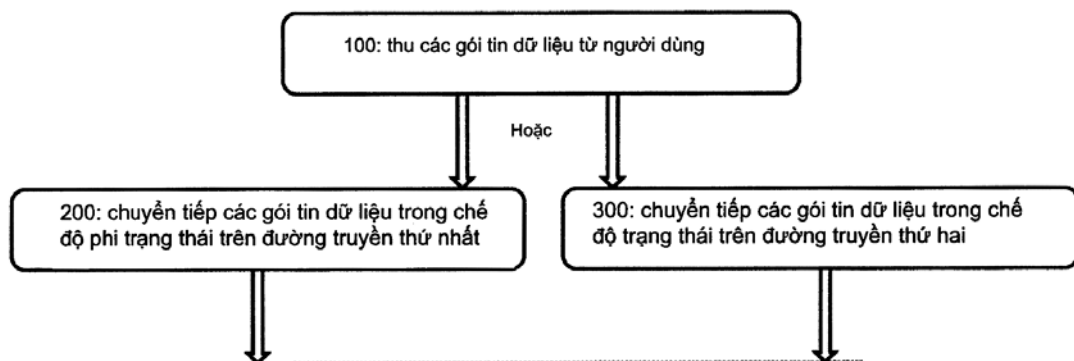 100: thu các gói tin dữ liệu từ người dùng
Hoặc
200: chuyển tiếp các gói tin dữ liệu trong chế
độ phi trạng thái trên đường truyền thứ nhất
300: chuyển tiếp các gói tin dữ liệu trong chế
độ trạng thái trên đường truyền thứ hai